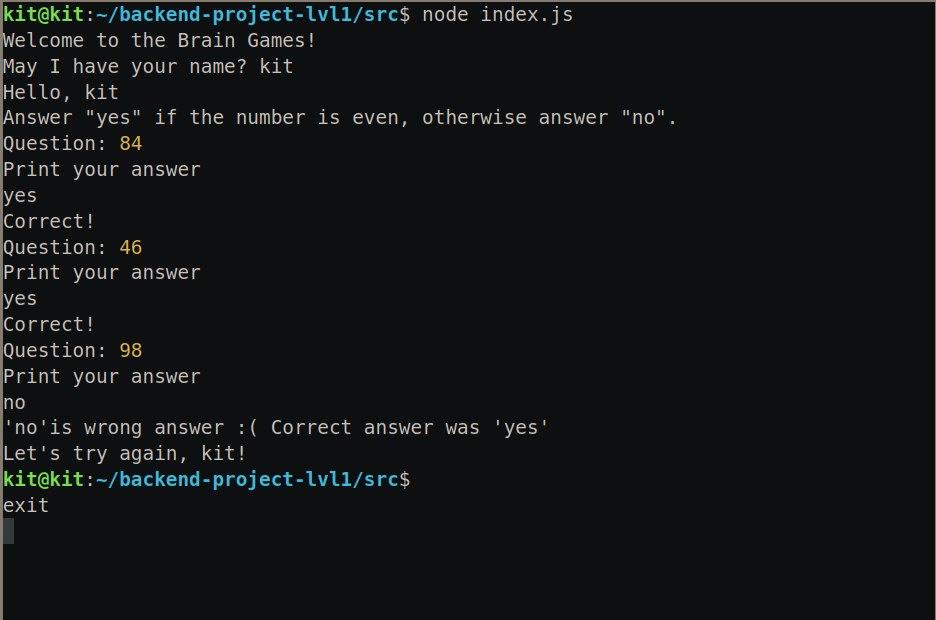 kit@kit:~/backend-project-lvl1/src$ node index.js
Welcome to the Brain Games!
May I have your name? kit
Hello, kit
Answer "yes" if the number is even, otherwise answer "no".
Question: 84
Print your answer
yes
Correct!
Question: 46
Print your answer
yes
Correct!
Question: 98
Print your answer
no
'no'is wrong answer :( Correct answer was 'yes'
Let's try again, kit!
kit@kit:~/backend-project-lvl1/src$
exit